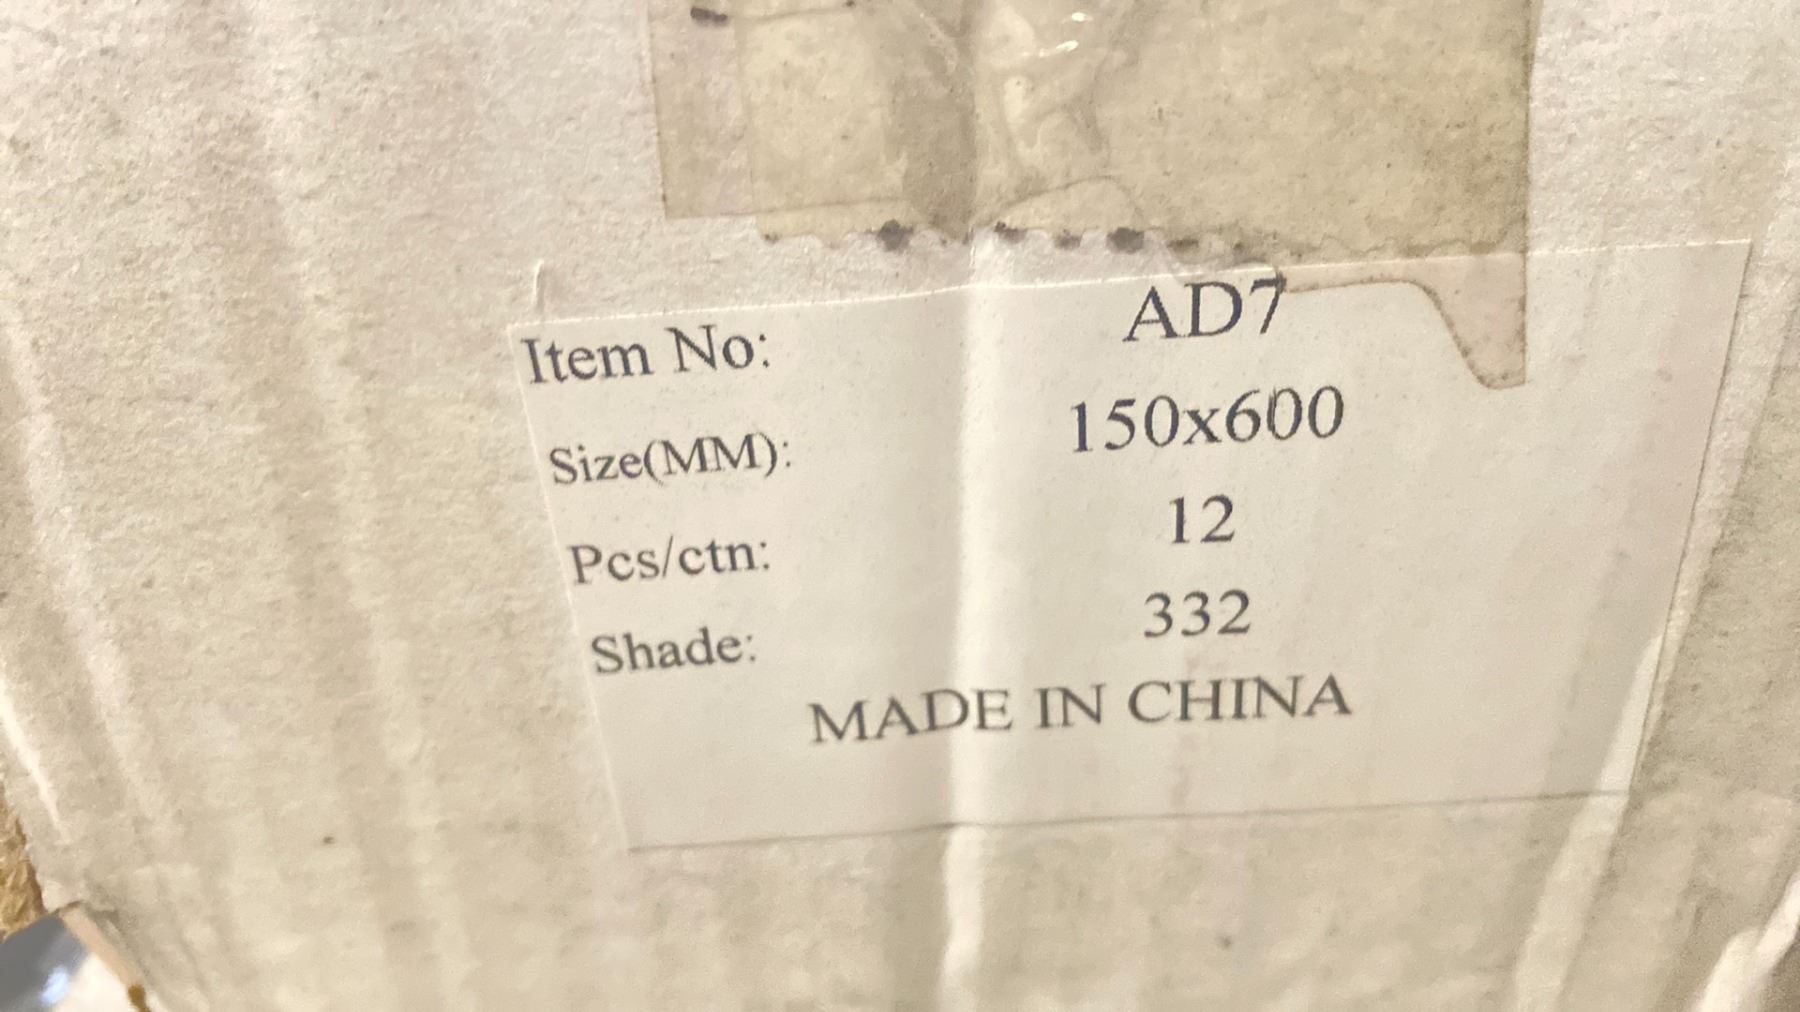 Item No: AD7
Size(MM): 150x600
Pcs/ctn: 12
Shade: 332
MADE IN CHINA